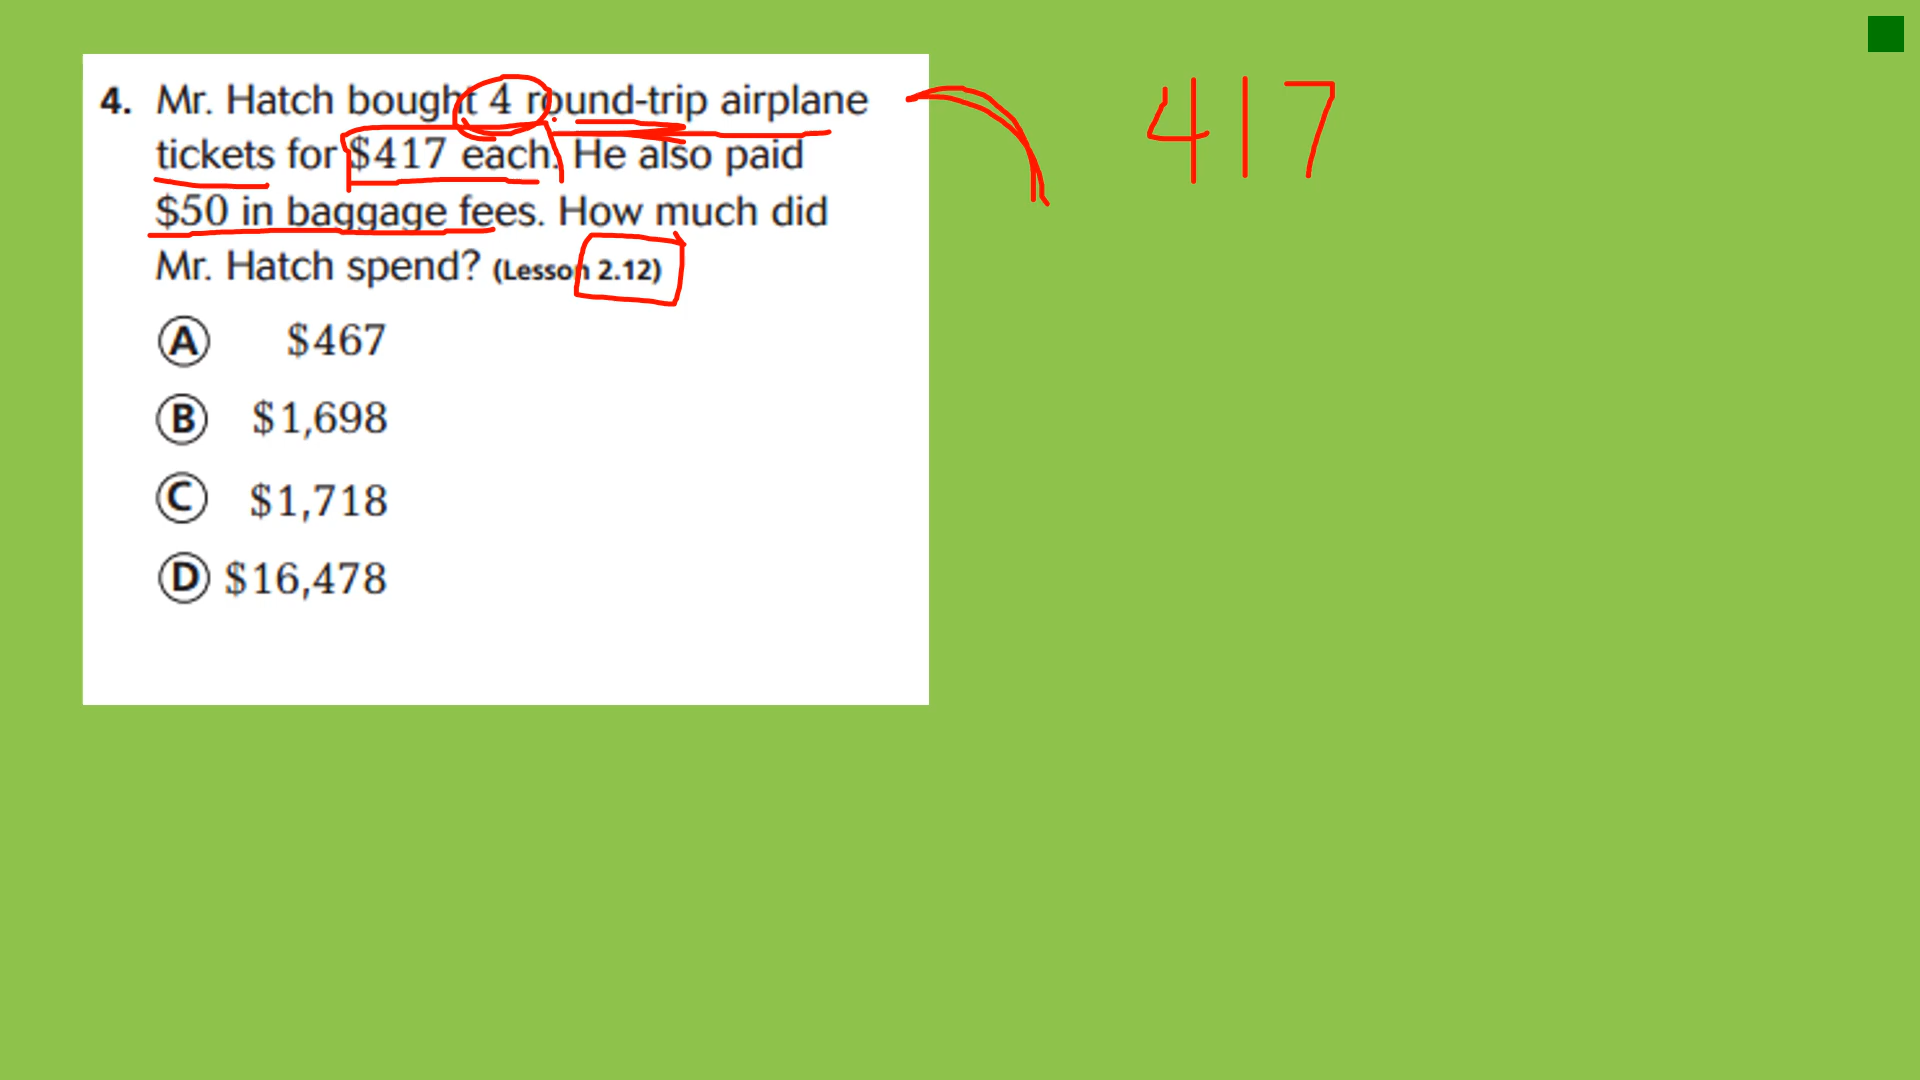 4. Mr. Hatch bought 4 round-trip airplane
tickets for $417 each. He also paid
$50 in baggage fees. How much did
Mr. Hatch spend? (Lesson 2.12)
A $467
B $1,698
C $1,718
D $16,478
417